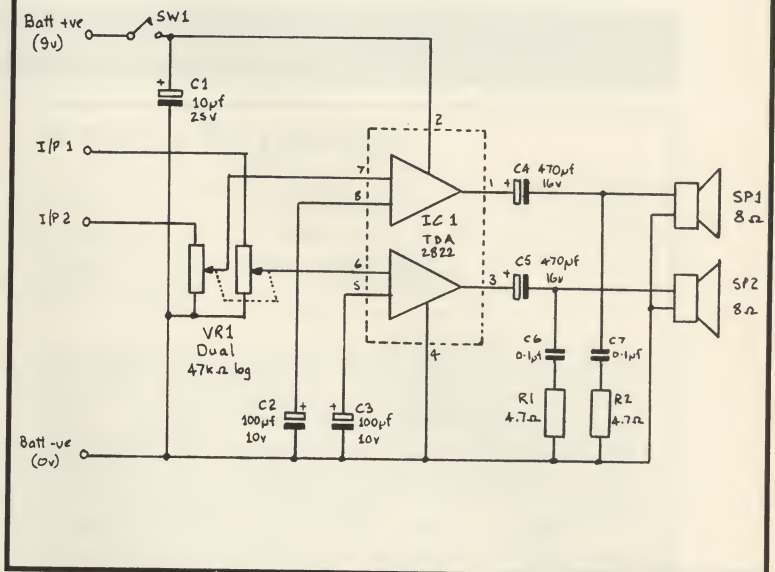 Batt +ve
(9v)
SW1
+ C1
10µf
25v
I/P 1
I/P 2
VR1
Dual
47kΩ log
Batt -ve
(0v)
2
7
8
1
IC 1
TDA
2822
6
5
3
4
C4 470µf
+ 16v
C5 470µf
+ 16v
SP1
8Ω
SP2
8Ω
C2 +
100µf
10v
+ C3
100µf
10v
C6
0.1µf
C7
0.1µf
R1
4.7Ω
R2
4.7Ω